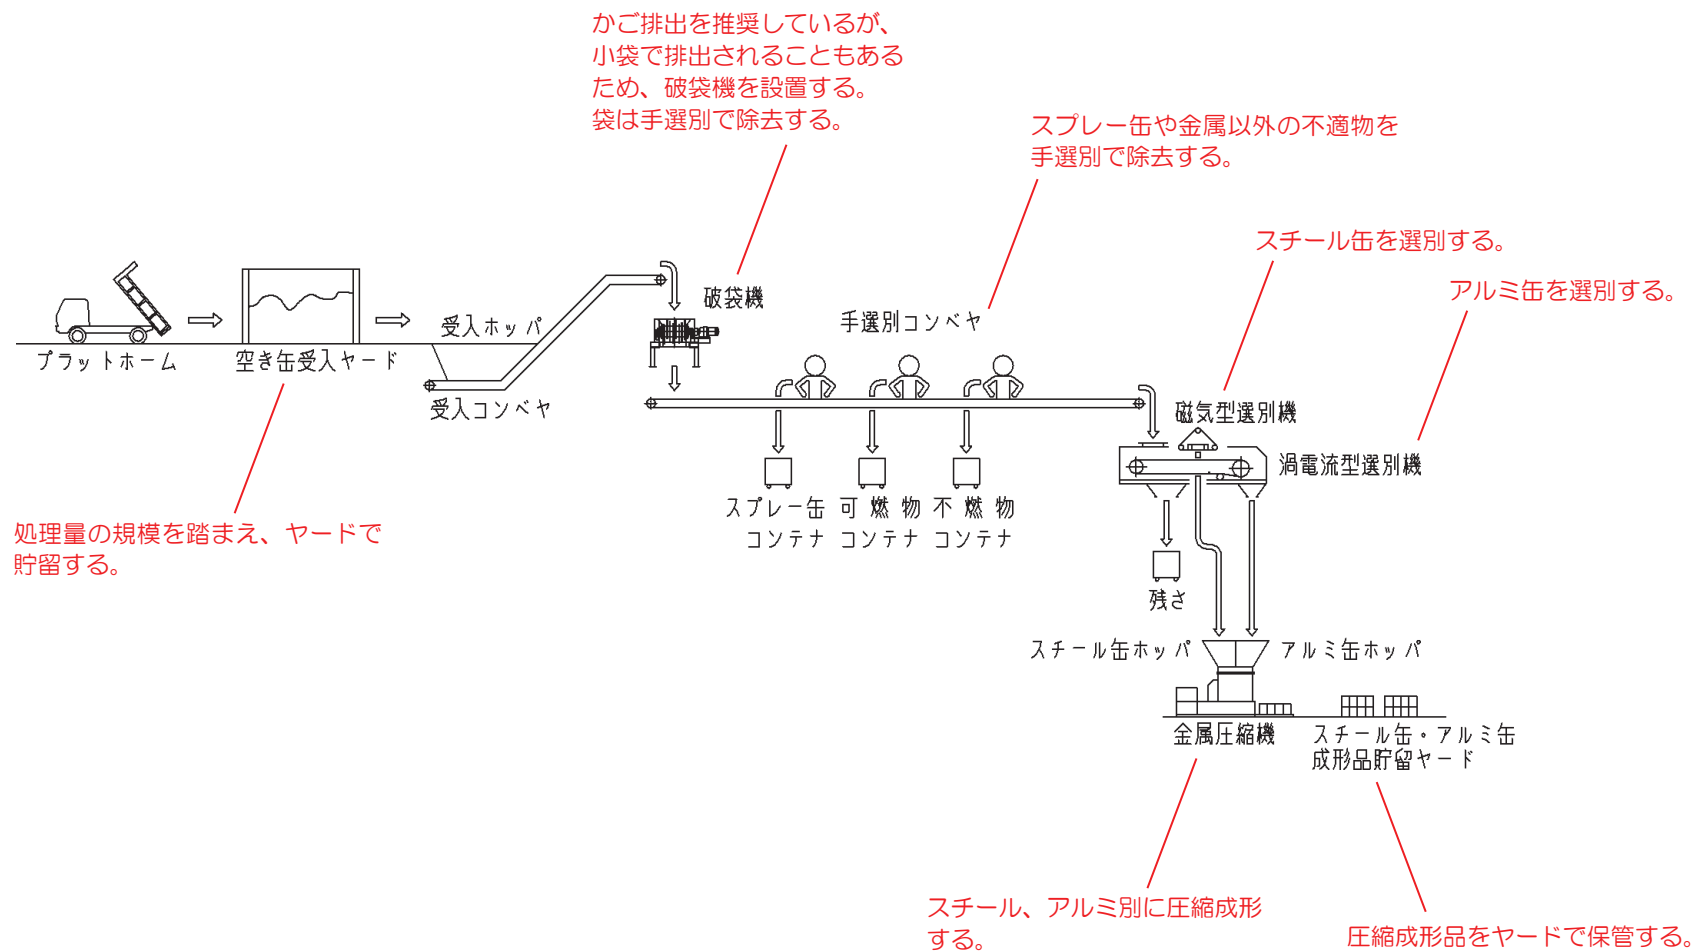 かご排出を推奨しているが、
小袋で排出されることもある
ため、破袋機を設置する。
袋は手選別で除去する。
スプレー缶や金属以外の不適物を
手選別で除去する。
スチール缶を選別する。
アルミ缶を選別する。
破袋機
手選別コンベヤ
受入ホッパ
プラットホーム
空き缶受入ヤード
受入コンベヤ
磁気型選別機
渦電流型選別機
スプレー缶
コンテナ
可燃物
コンテナ
不燃物
コンテナ
処理量の規模を踏まえ、ヤードで
貯留する。
残さ
スチール缶ホッパ
アルミ缶ホッパ
金属圧縮機
スチール缶・アルミ缶
成形品貯留ヤード
スチール、アルミ別に圧縮成形
する。
圧縮成形品をヤードで保管する。